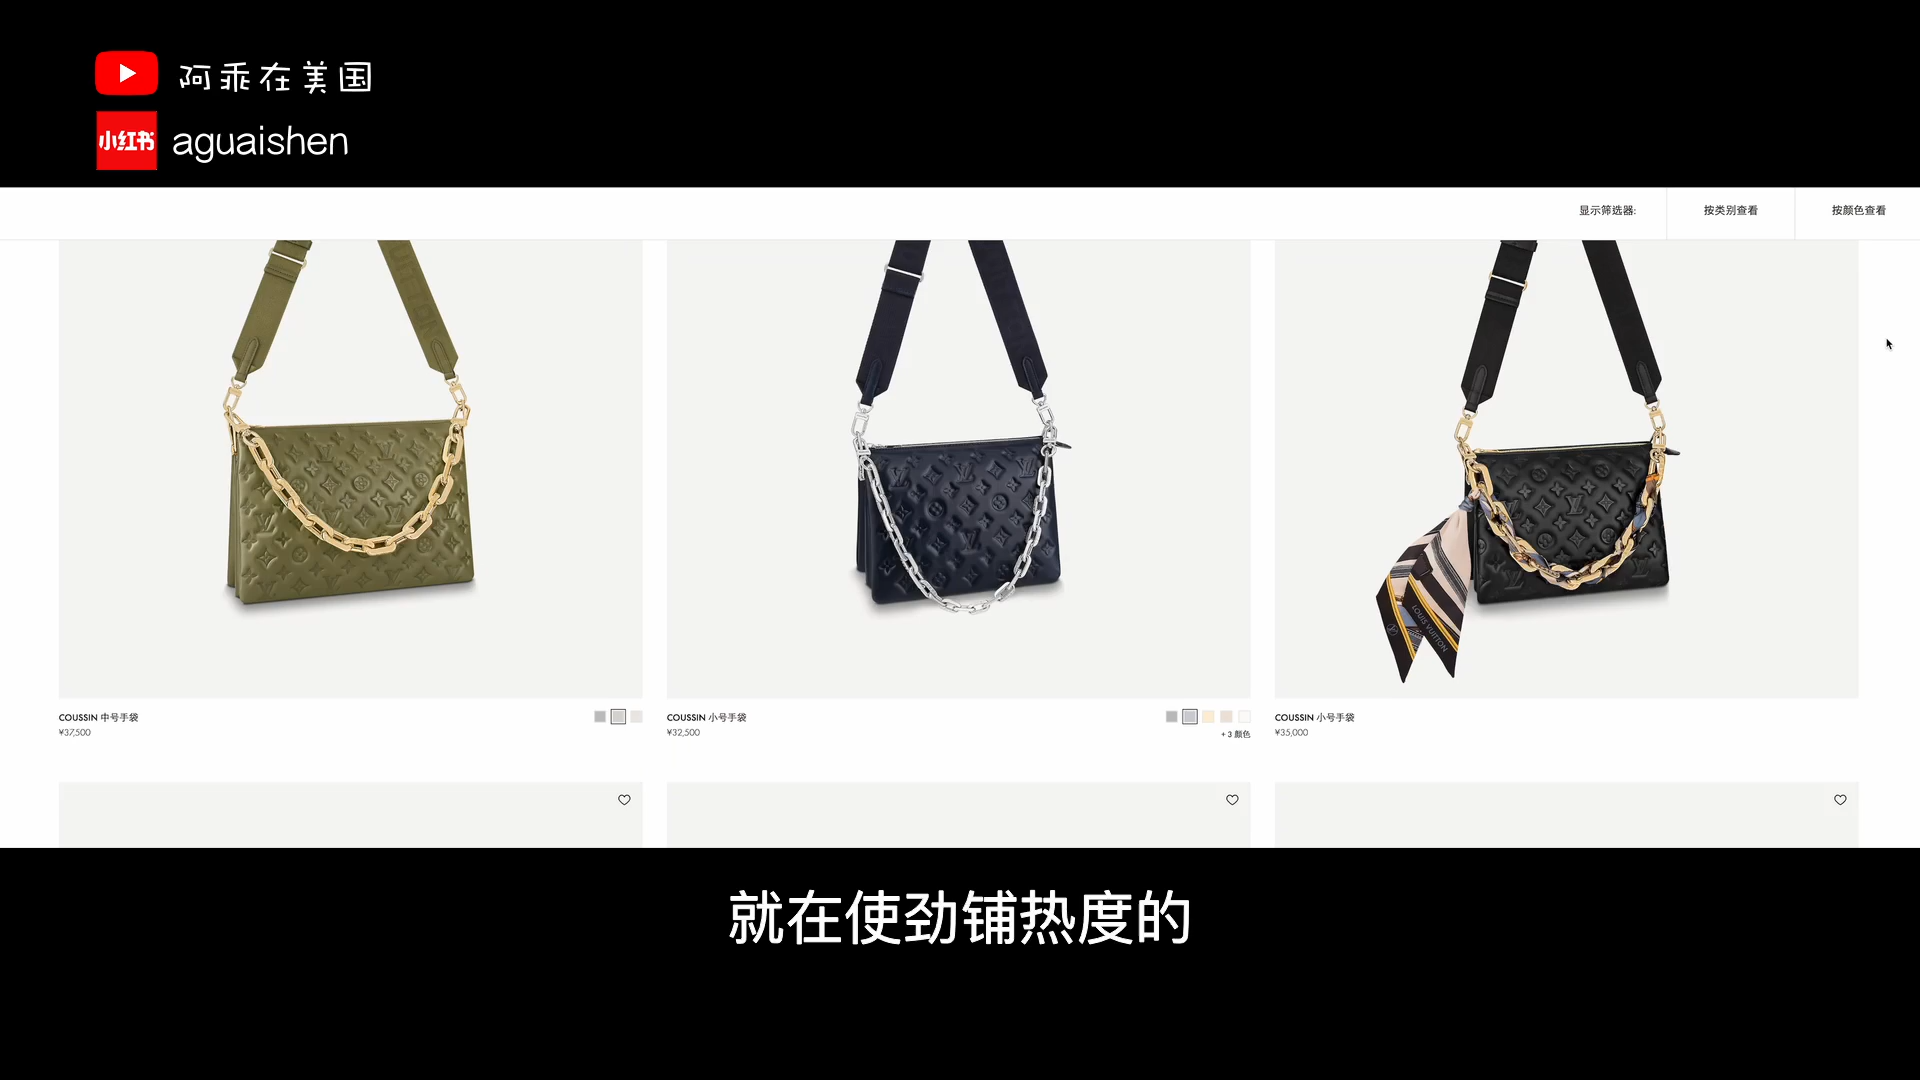 阿乖在美国
小红书
aguaishen
显示筛选器:
按类别查看
按颜色查看
LOUIS VUITTON
COUSSIN 中号手袋
¥37,500
COUSSIN 小号手袋
¥32,500
+ 3 颜色
COUSSIN 小号手袋
¥35,000
就在使劲铺热度的